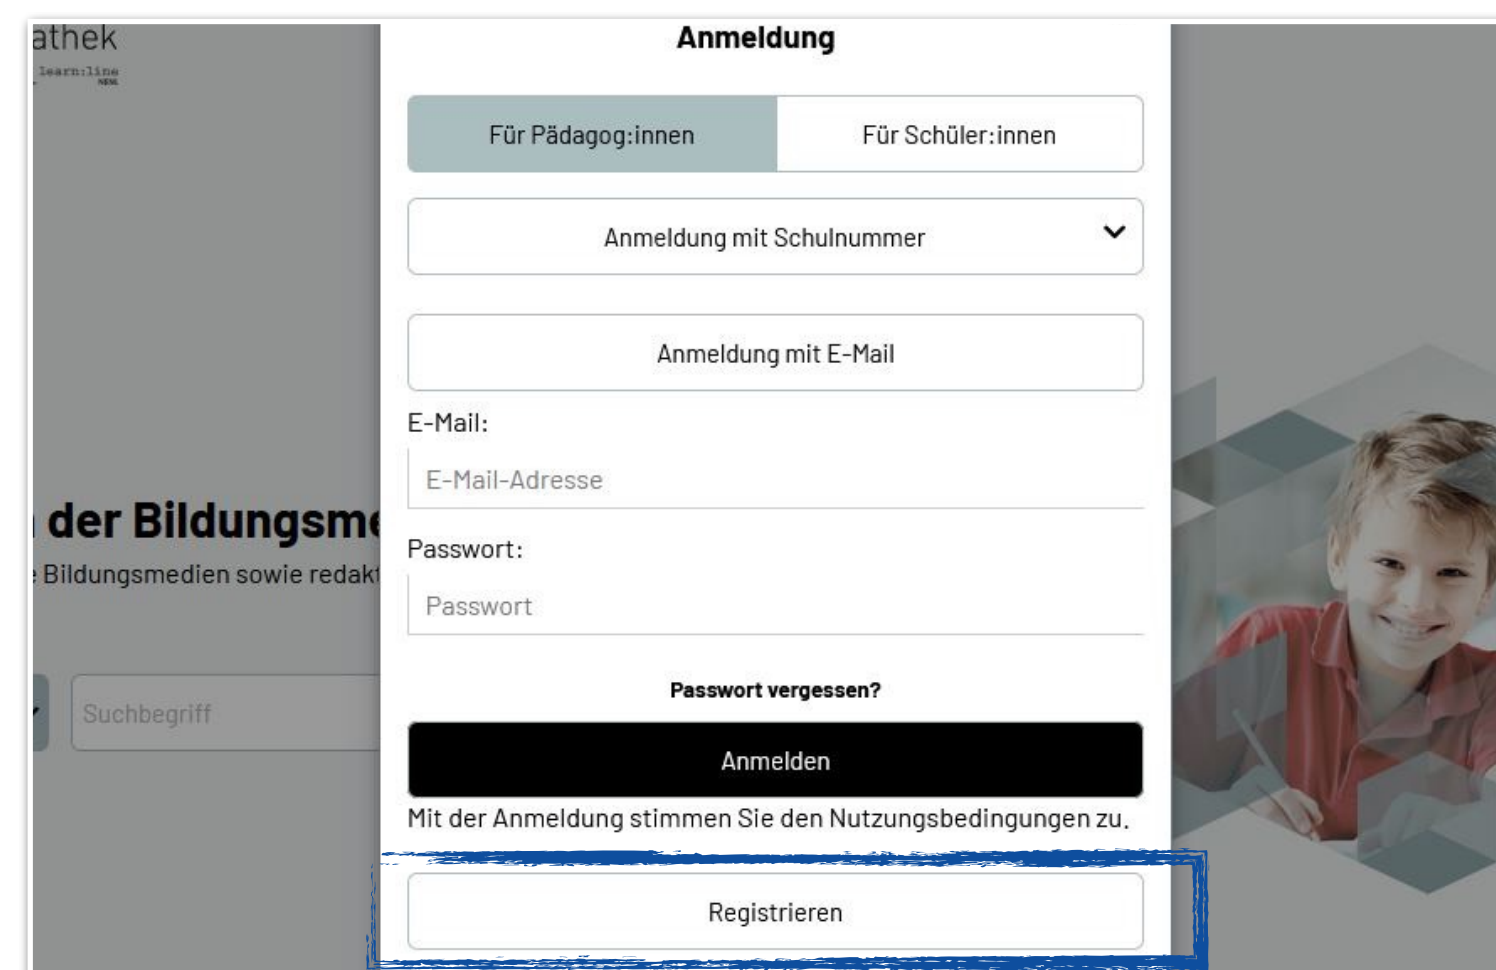 athek
learn:line
NRW.
Anmeldung
Für Pädagog:innen
Für Schüler:innen
Anmeldung mit Schulnummer
Anmeldung mit E-Mail
E-Mail:
E-Mail-Adresse
der Bildungsme
Passwort:
Bildungsmedien sowie redakt
Passwort
Passwort vergessen?
Suchbegriff
Anmelden
Mit der Anmeldung stimmen Sie den Nutzungsbedingungen zu.
Registrieren